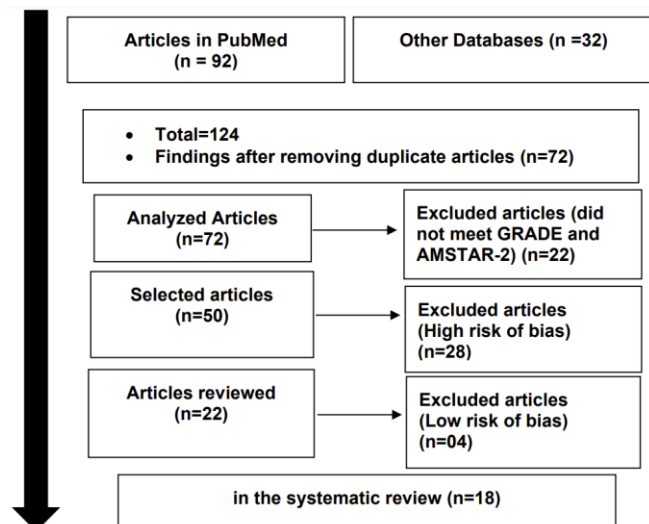 Articles in PubMed
(n = 92)
Other Databases (n =32)
• Total=124
• Findings after removing duplicate articles (n=72)
Analyzed Articles
(n=72)
Excluded articles (did
not meet GRADE and
AMSTAR-2) (n=22)
Selected articles
(n=50)
Excluded articles
(High risk of bias)
(n=28)
Articles reviewed
(n=22)
Excluded articles
(Low risk of bias)
(n=04)
in the systematic review (n=18)